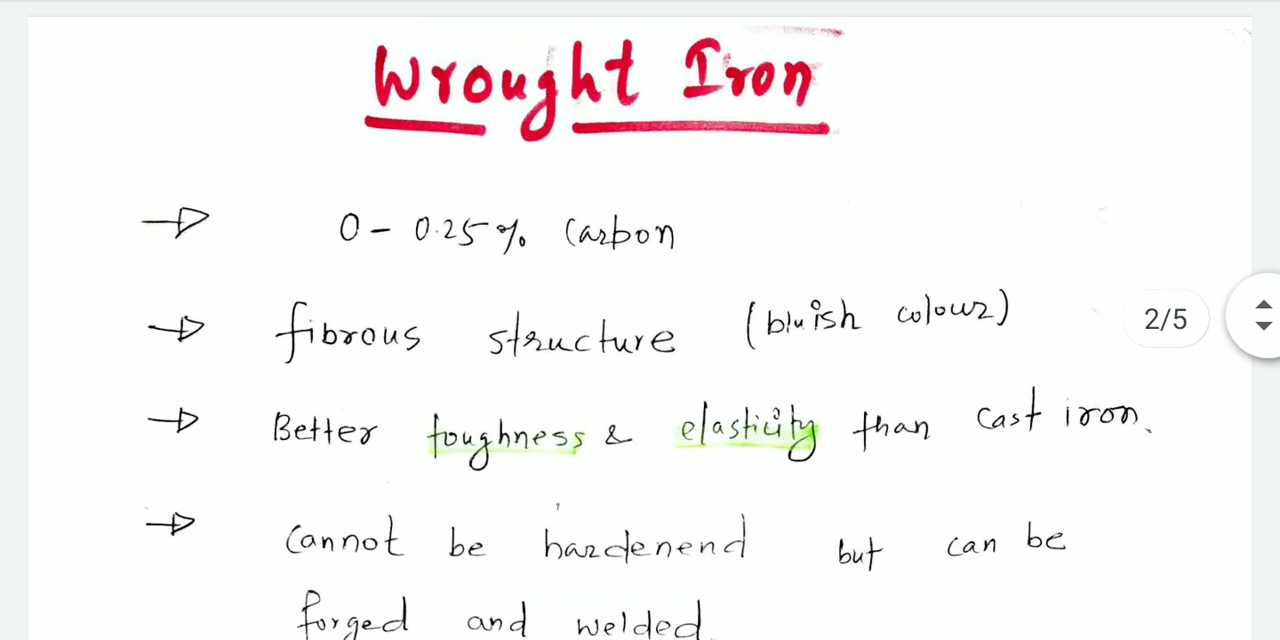 Wrought Iron
→ 0 - 0.25% Carbon
→ fibrous structure (bluish colour)
2/5
→ Better toughness & elasticity than cast iron.
→ Cannot be hardenend but can be
forged and welded.